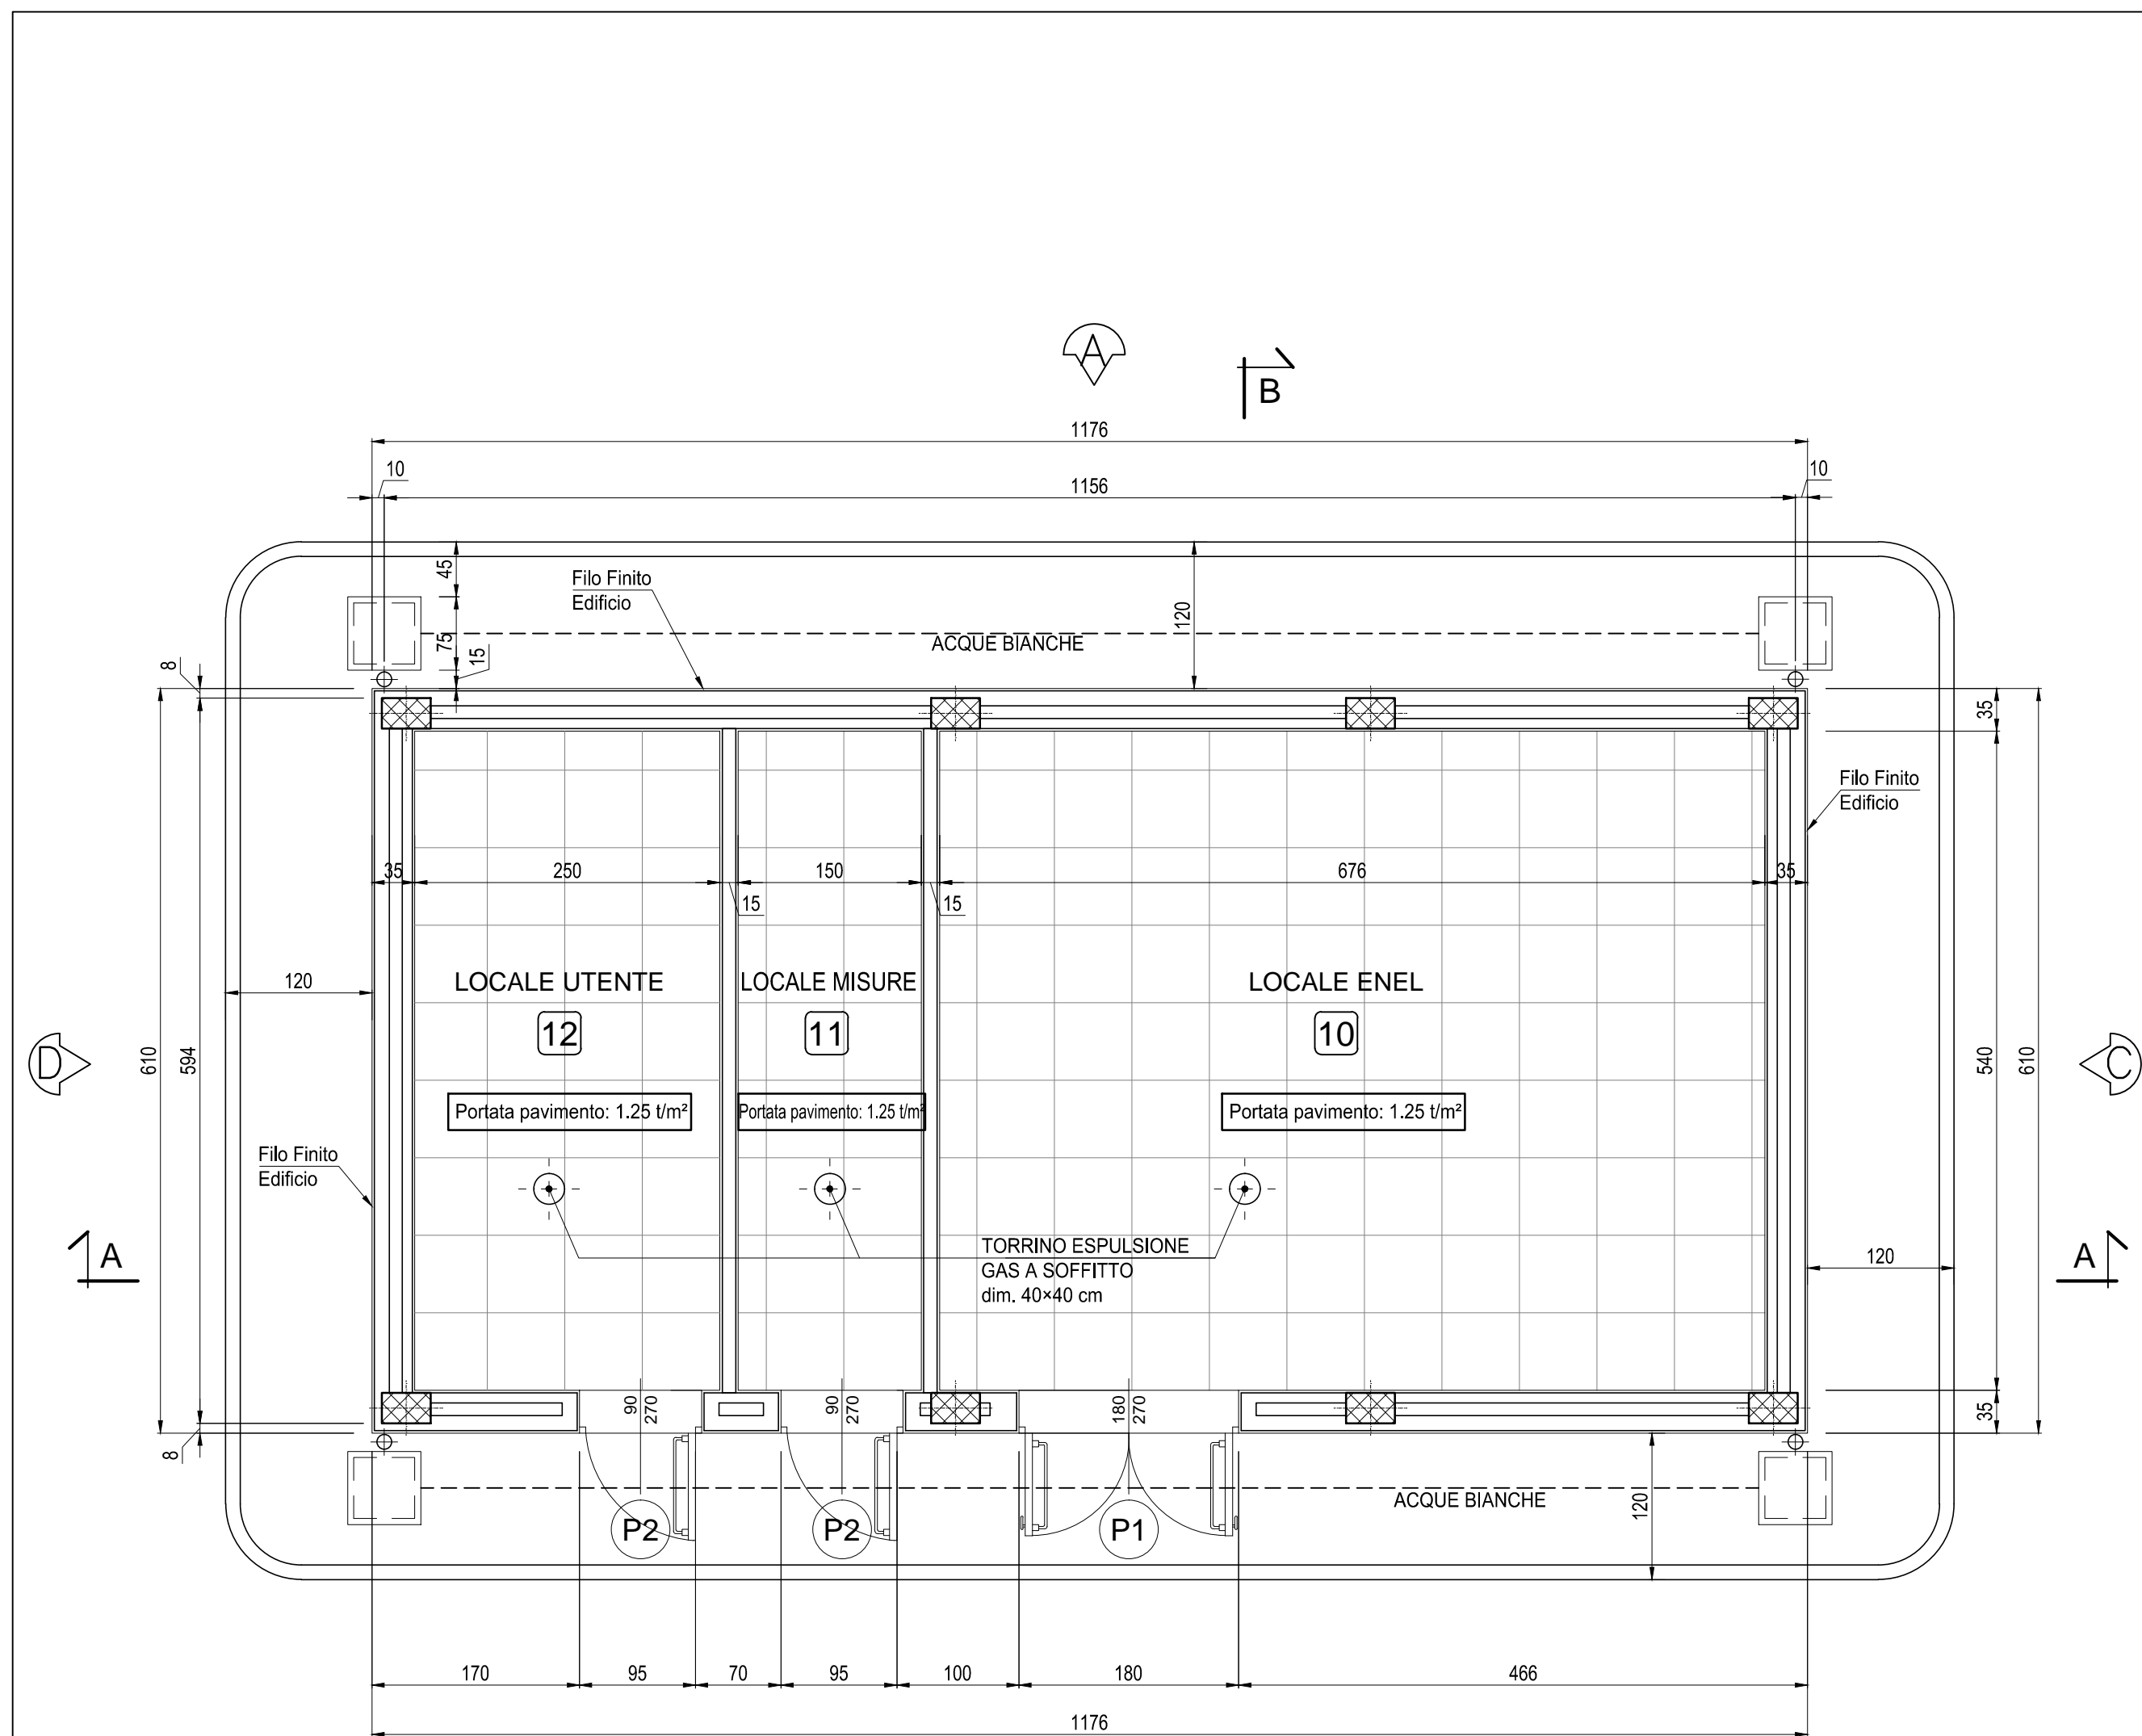 A
B
1176
10
1156
10
45
Filo Finito
Edificio
120
75
15
ACQUE BIANCHE
8
35
Filo Finito
Edificio
35
250
150
676
35
15
15
LOCALE UTENTE
LOCALE MISURE
LOCALE ENEL
120
12
11
10
D
610
594
540
610
C
Portata pavimento: 1.25 t/m²
Portata pavimento: 1.25 t/m²
Portata pavimento: 1.25 t/m²
Filo Finito
Edificio
TORRINO ESPULSIONE
GAS A SOFFITTO
dim. 40×40 cm
A
A
120
90
270
90
270
180
270
35
8
ACQUE BIANCHE
120
P2
P2
P1
170
95
70
95
100
180
466
1176